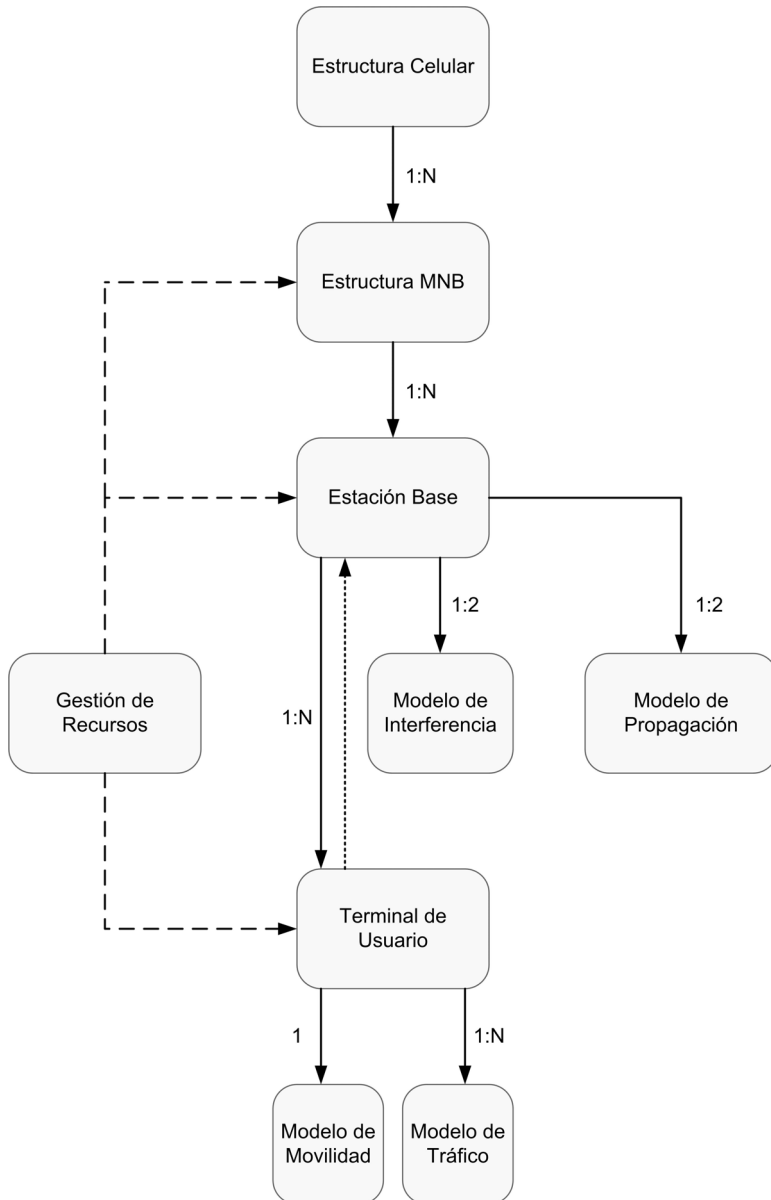 Estructura Celular
1:N
Estructura MNB
1:N
Estación Base
1:2
1:2
Gestión de
Recursos
1:N
Modelo de
Interferencia
Modelo de
Propagación
Terminal de
Usuario
1
1:N
Modelo de
Movilidad
Modelo de
Tráfico